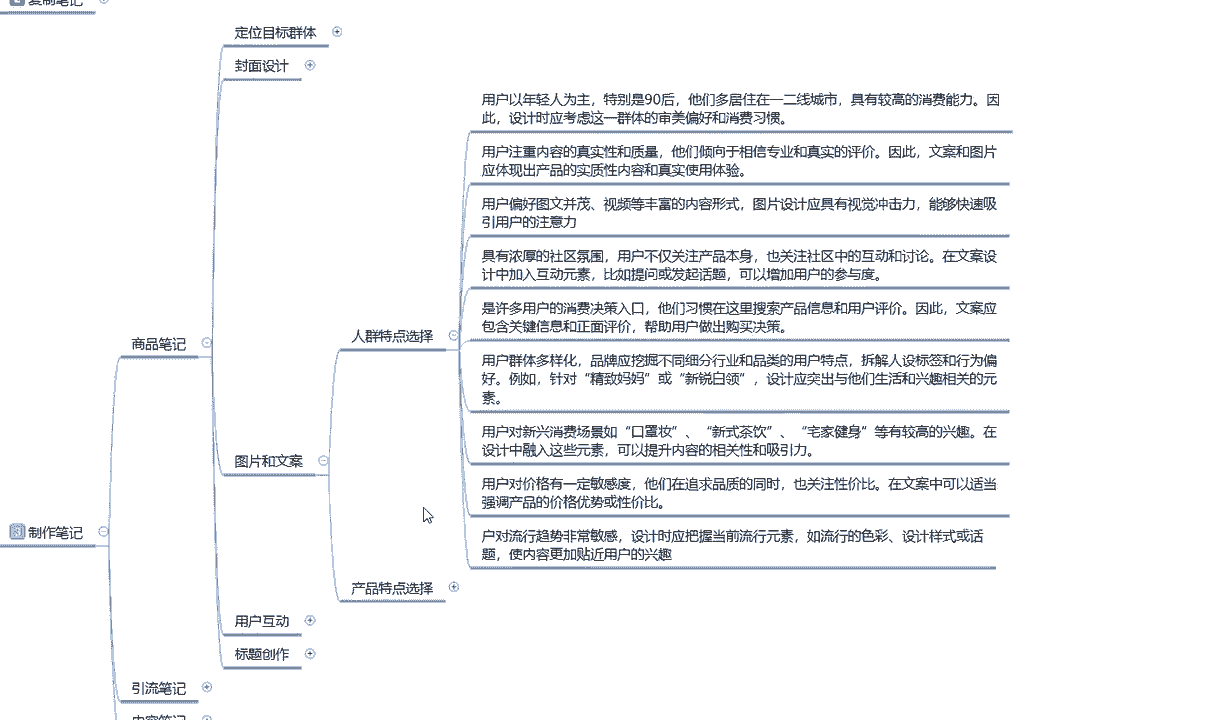 复制笔记
定位目标群体
封面设计
用户以年轻人为主，特别是90后，他们多居住在一二线城市，具有较高的消费能力。因
此，设计时应考虑这一群体的审美偏好和消费习惯。
用户注重内容的真实性和质量，他们倾向于相信专业和真实的评价。因此，文案和图片
应体现出产品的实质性内容和真实使用体验。
用户偏好图文并茂、视频等丰富的内容形式，图片设计应具有视觉冲击力，能够快速吸
引用户的注意力
具有浓厚的社区氛围，用户不仅关注产品本身，也关注社区中的互动和讨论。在文案设
计中加入互动元素，比如提问或发起话题，可以增加用户的参与度。
是许多用户的消费决策入口，他们习惯在这里搜索产品信息和用户评价。因此，文案应
包含关键信息和正面评价，帮助用户做出购买决策。
人群特点选择
商品笔记
用户群体多样化，品牌应挖掘不同细分行业和品类的用户特点，拆解人设标签和行为偏
好。例如，针对“精致妈妈”或“新锐白领”，设计应突出与他们生活和兴趣相关的元
素。
用户对新兴消费场景如“口罩妆”、“新式茶饮”、“宅家健身”等有较高的兴趣。在
设计中融入这些元素，可以提升内容的相关性和吸引力。
图片和文案
用户对价格有一定敏感度，他们在追求品质的同时，也关注性价比。在文案中可以适当
强调产品的价格优势或性价比。
户对流行趋势非常敏感，设计时应把握当前流行元素，如流行的色彩、设计样式或话
题，使内容更加贴近用户的兴趣
制作笔记
产品特点选择
用户互动
标题创作
引流笔记
内容笔记